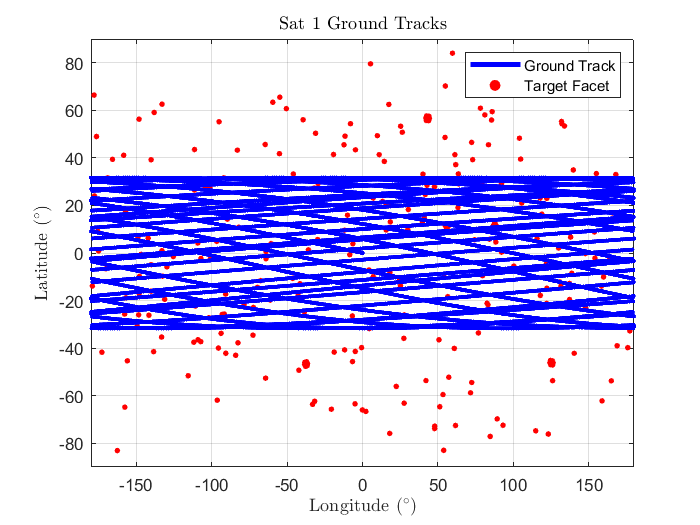 Sat 1 Ground Tracks
Ground Track
Target Facet
80
60
40
20
0
-20
-40
-60
-80
Latitude (°)
-150 -100 -50 0 50 100 150
Longitude (°)